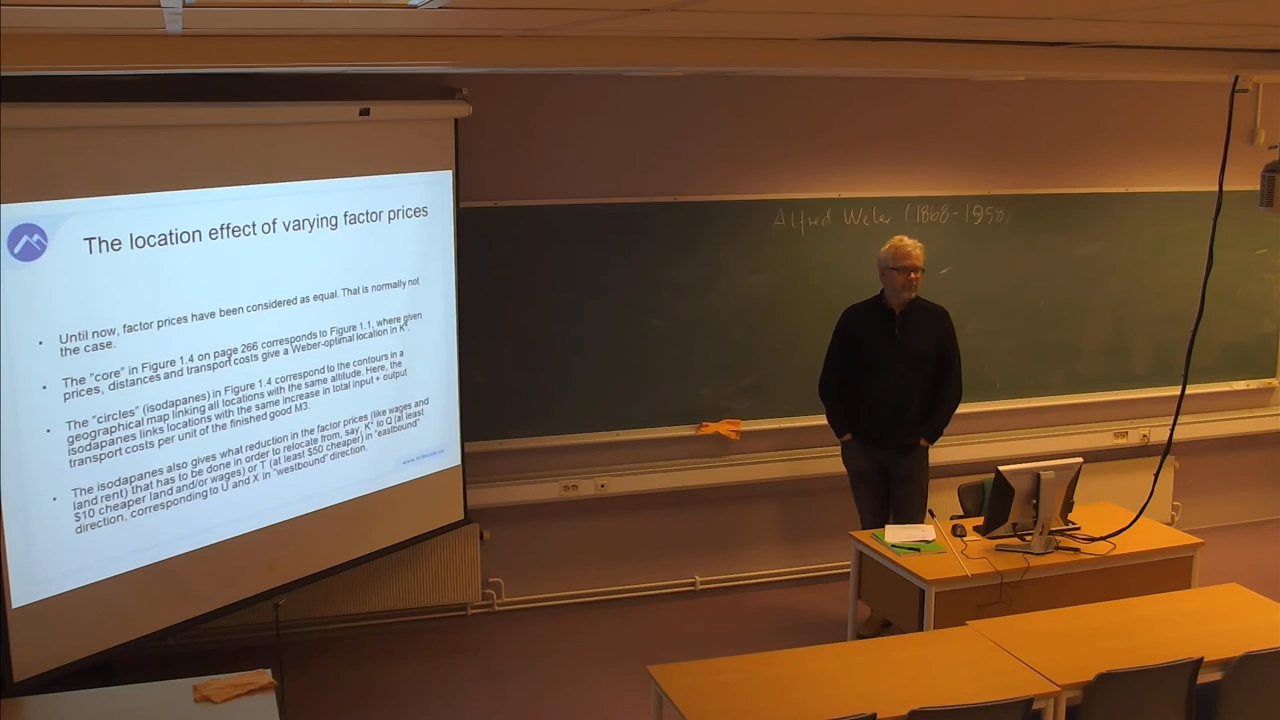 The location effect of varying factor prices
• Until now, factor prices have been considered as equal. That is normally not
the case.
• The "core" in Figure 1.4 on page 266 corresponds to Figure 1.1, where given
prices, distances and transport costs give a Weber-optimal location in K*.
• The "circles" (isodapanes) in Figure 1.4 correspond to the contours in a
geographical map linking all locations with the same altitude. Here, the
isodapanes links locations with the same increase in total input + output
transport costs per unit of the finished good M3.
• The isodapanes also gives what reduction in the factor prices (like wages and
land rent) that has to be done in order to relocate from, say, K* to Q (at least
$10 cheaper land and/or wages) or T (at least $50 cheaper) in "eastbound"
direction, corresponding to U and X in "westbound" direction.
Alfred Weber (1868-1958)